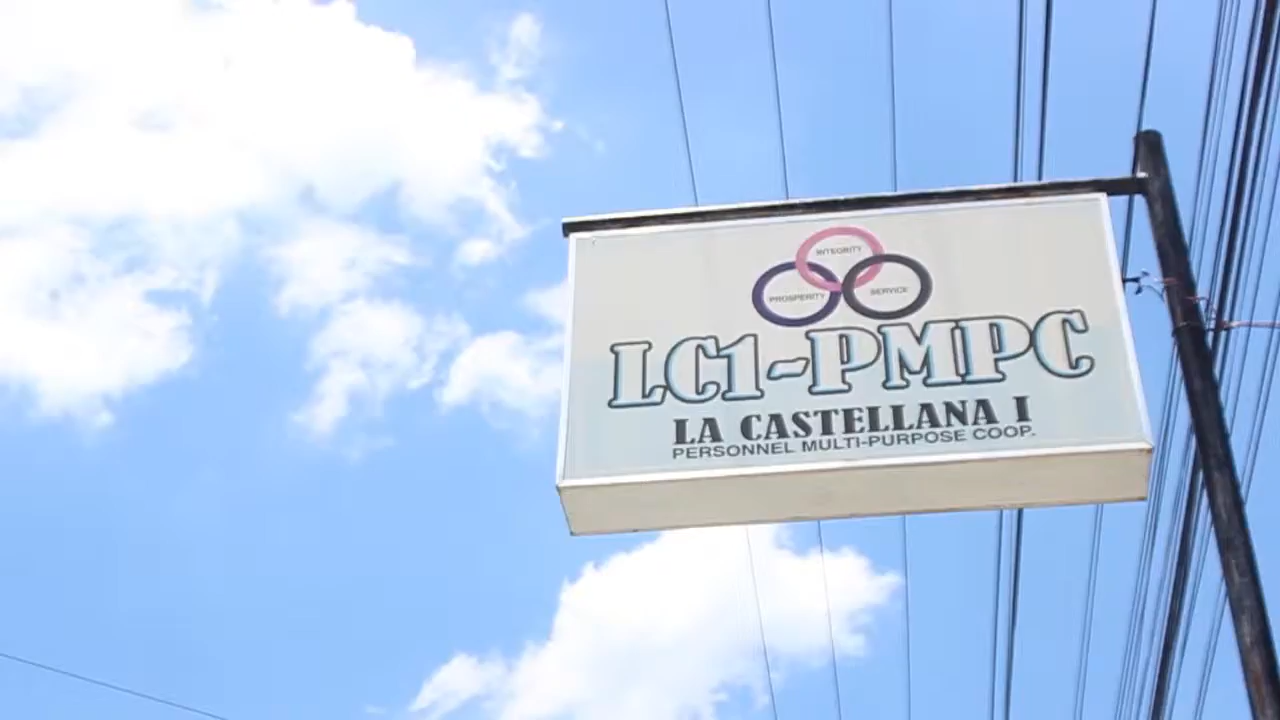 INTEGRITY
PROSPERITY SERVICE
LC1-PMPC
LA CASTELLANA I
PERSONNEL MULTI-PURPOSE COOP.